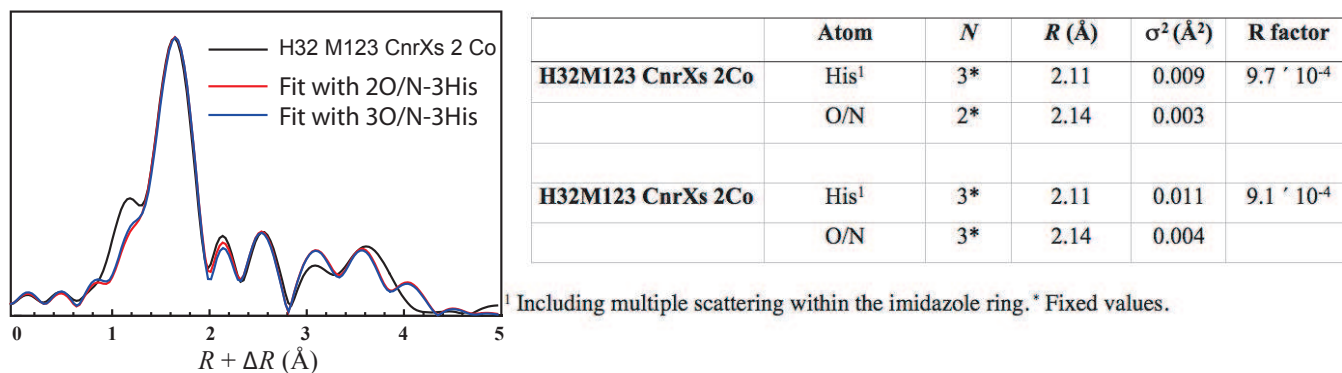 H32 M123 CnrXs 2 Co
Fit with 2O/N-3His
Fit with 3O/N-3His
0 1 2 3 4 5
R + ΔR (Å)
Atom N R (Å) σ² (Å²) R factor
H32M123 CnrXs 2Co His¹ 3* 2.11 0.009 9.7 ´ 10⁻⁴
O/N 2* 2.14 0.003
H32M123 CnrXs 2Co His¹ 3* 2.11 0.011 9.1 ´ 10⁻⁴
O/N 3* 2.14 0.004
¹ Including multiple scattering within the imidazole ring. * Fixed values.